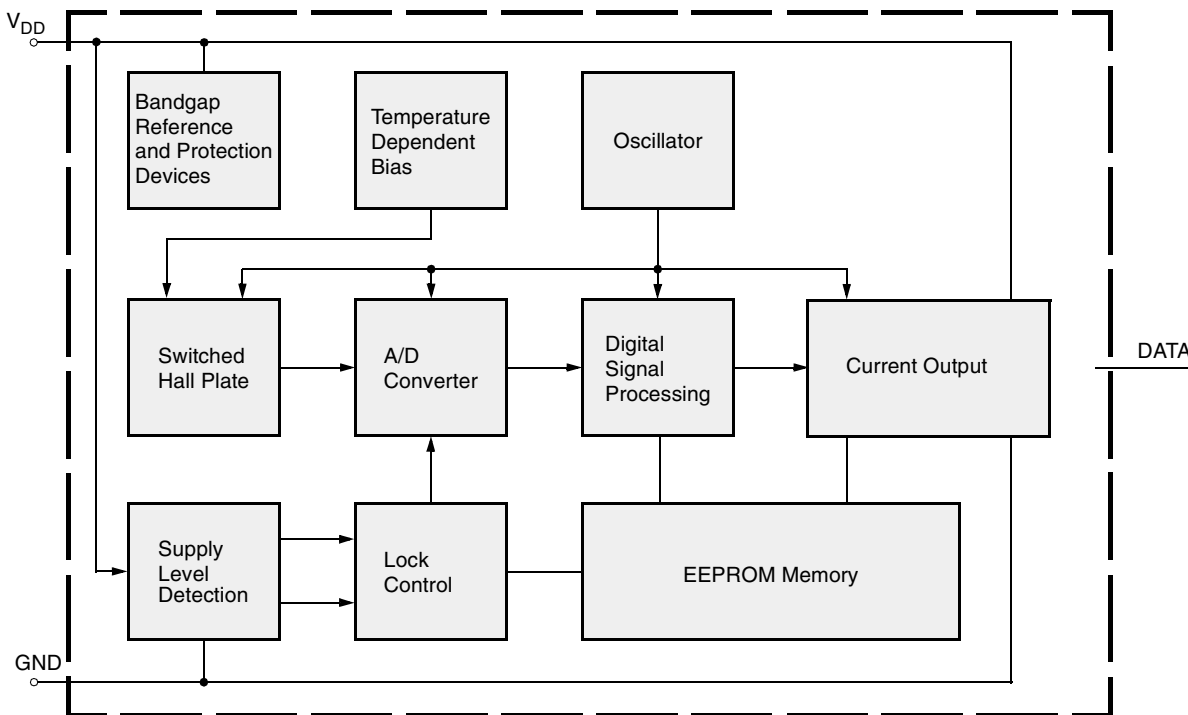 VDD
Bandgap
Reference
and Protection
Devices
Temperature
Dependent
Bias
Oscillator
Switched
Hall Plate
A/D
Converter
Digital
Signal
Processing
Current Output
DATA
Supply
Level
Detection
Lock
Control
EEPROM Memory
GND